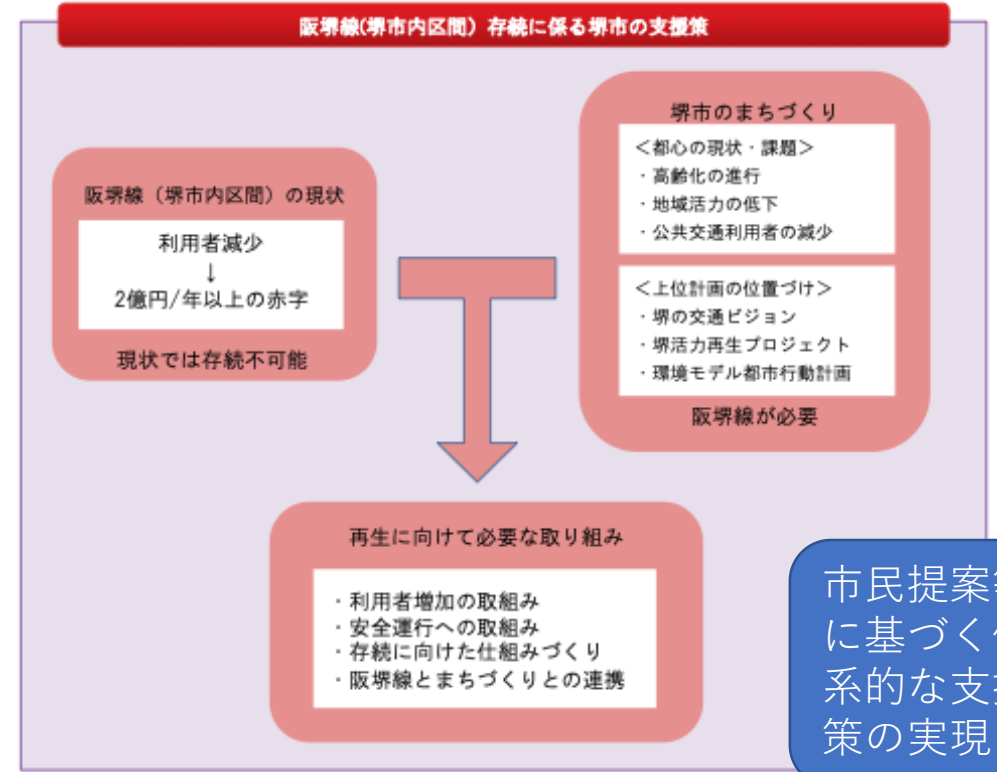 阪堺線(堺市内区間）存続に係る堺市の支援策
阪堺線（堺市内区間）の現状
利用者減少
↓
2億円/年以上の赤字
現状では存続不可能
堺市のまちづくり
＜都心の現状・課題＞
・高齢化の進行
・地域活力の低下
・公共交通利用者の減少
＜上位計画の位置づけ＞
・堺の交通ビジョン
・堺活力再生プロジェクト
・環境モデル都市行動計画
阪堺線が必要
再生に向けて必要な取り組み
・利用者増加の取組み
・安全運行への取組み
・存続に向けた仕組みづくり
・阪堺線とまちづくりとの連携
市民提案
に基づく
系的な支
策の実現